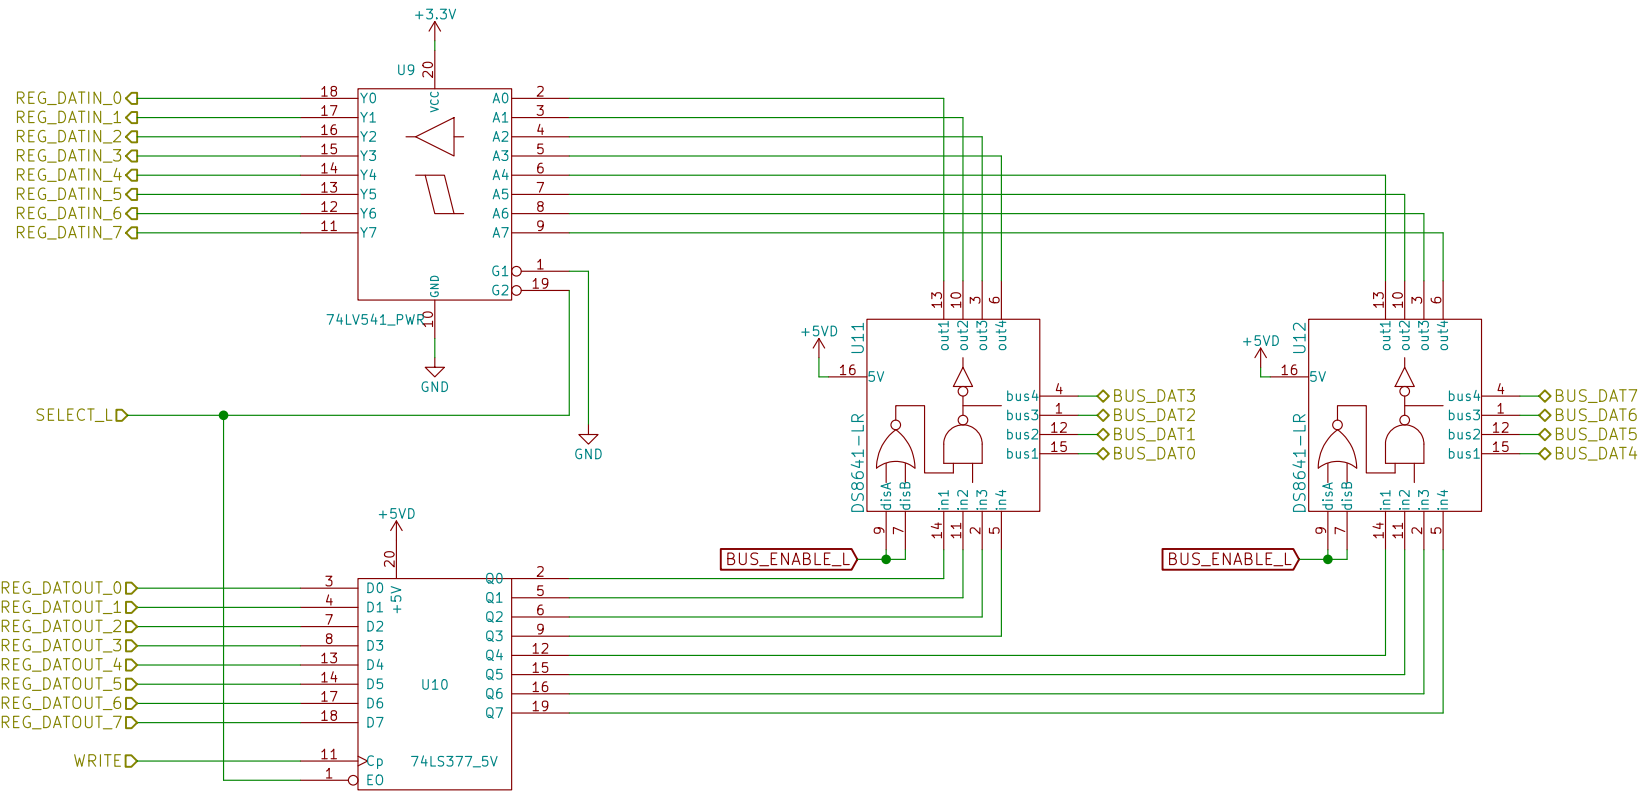 +3.3V
U9
20
VCC
REG_DATIN_0 18 Y0 A0 2
REG_DATIN_1 17 Y1 A1 3
REG_DATIN_2 16 Y2 A2 4
REG_DATIN_3 15 Y3 A3 5
REG_DATIN_4 14 Y4 A4 6
REG_DATIN_5 13 Y5 A5 7
REG_DATIN_6 12 Y6 A6 8
REG_DATIN_7 11 Y7 A7 9
G1 1
G2 19
GND
74LV541_PWR
10
GND
SELECT_L
GND
+5VD
U11
16 5V
13 10 3 6
out1 out2 out3 out4
bus4 4 BUS_DAT3
bus3 1 BUS_DAT2
bus2 12 BUS_DAT1
bus1 15 BUS_DAT0
DS8641-LR
disA disB in1 in2 in3 in4
9 7 14 11 2 5
BUS_ENABLE_L
+5VD
U12
16 5V
13 10 3 6
out1 out2 out3 out4
bus4 4 BUS_DAT7
bus3 1 BUS_DAT6
bus2 12 BUS_DAT5
bus1 15 BUS_DAT4
DS8641-LR
disA disB in1 in2 in3 in4
9 7 14 11 2 5
BUS_ENABLE_L
+5VD
20
+5V
Q0 2
REG_DATOUT_0 3 D0
Q1 5
REG_DATOUT_1 4 D1
Q2 6
REG_DATOUT_2 7 D2
Q3 9
REG_DATOUT_3 8 D3
Q4 12
REG_DATOUT_4 13 D4
Q5 15
REG_DATOUT_5 14 D5
U10
Q6 16
REG_DATOUT_6 17 D6
Q7 19
REG_DATOUT_7 18 D7
WRITE 11 Cp 74LS377_5V
1 EO